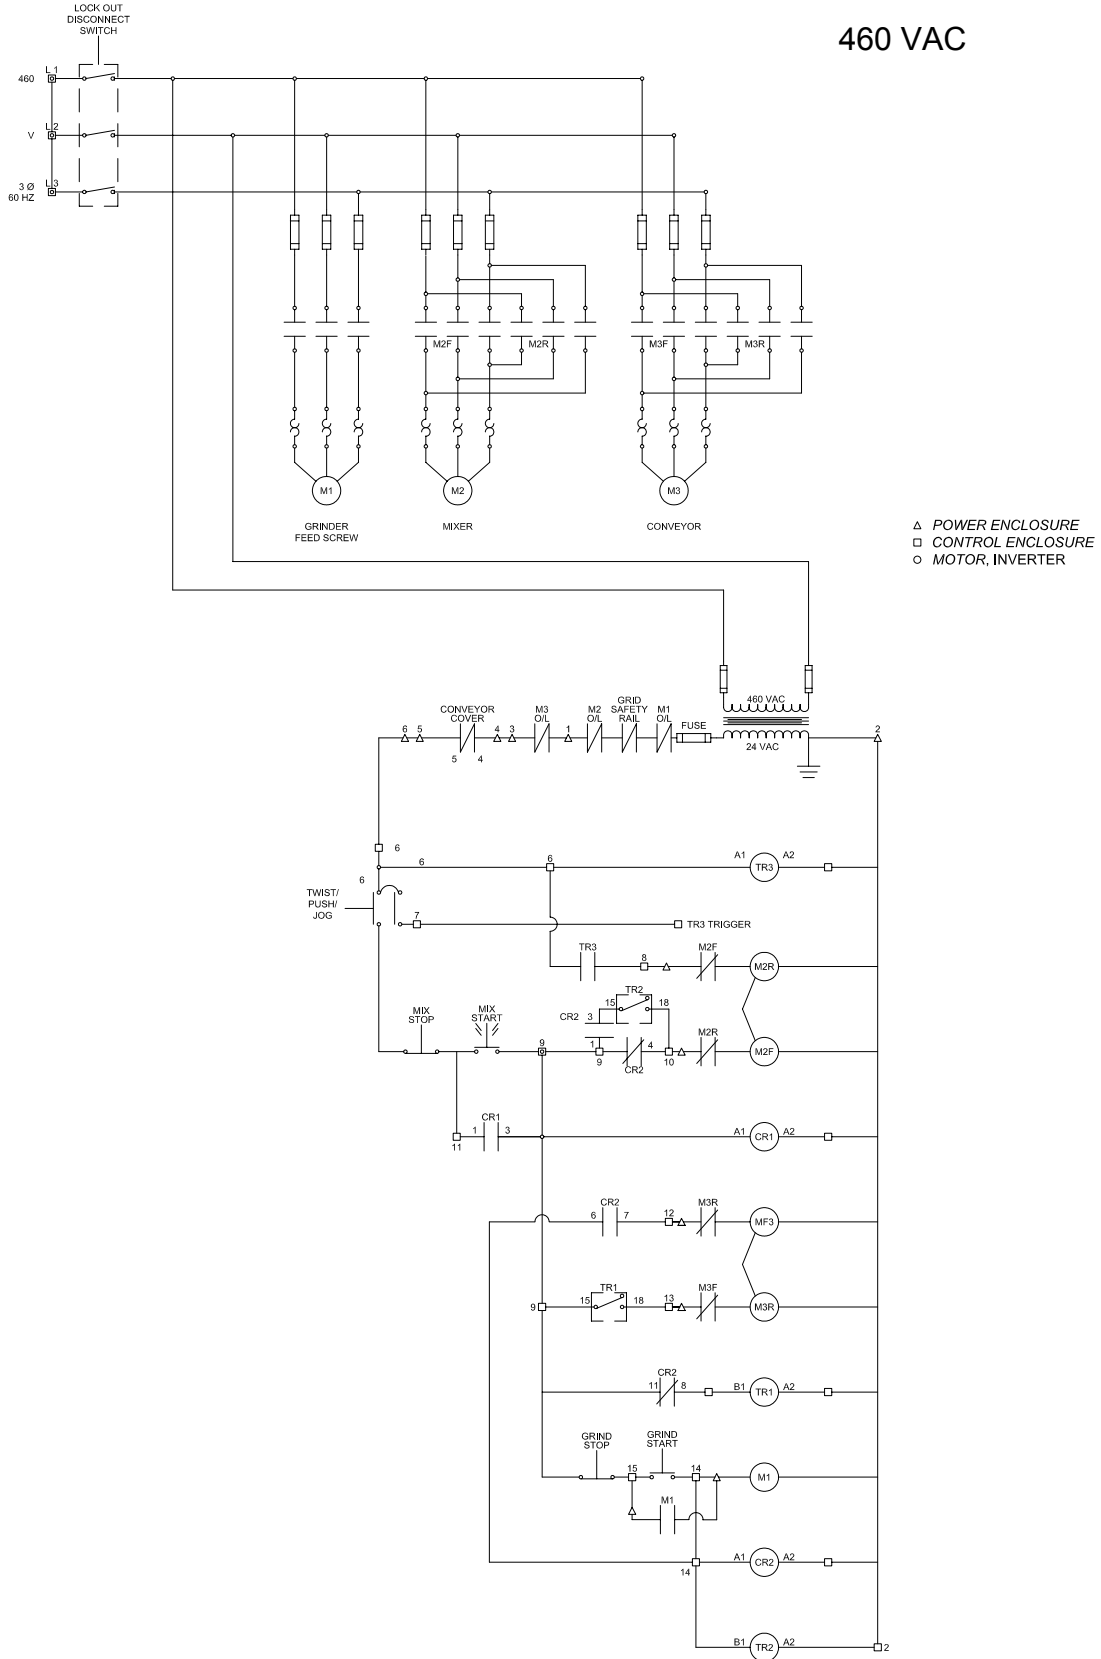 LOCK OUT
DISCONNECT
SWITCH
460 VAC
460
L 1
V
L 2
3 Ø
60 HZ
L 3
M2F
M2R
M3F
M3R
M1
M2
M3
GRINDER
FEED SCREW
MIXER
CONVEYOR
POWER ENCLOSURE
CONTROL ENCLOSURE
MOTOR, INVERTER
460 VAC
24 VAC
CONVEYOR
COVER
M3
O/L
M2
O/L
GRID
SAFETY
RAIL
M1
O/L
FUSE
6 5
4 3
1
2
5 4
6
6
6
A1
TR3
A2
6
TWIST/
PUSH/
JOG
7
TR3 TRIGGER
TR3
8
M2F
M2R
TR2
15
18
CR2
3
MIX
STOP
MIX
START
9
1
9
4
CR2
10
M2R
M2F
CR1
1
3
11
A1
CR1
A2
CR2
6
7
12
M3R
MF3
TR1
9
15
18
13
M3F
M3R
CR2
11
8
B1
TR1
A2
GRIND
STOP
GRIND
START
15
14
M1
M1
14
A1
CR2
A2
B1
TR2
A2
2